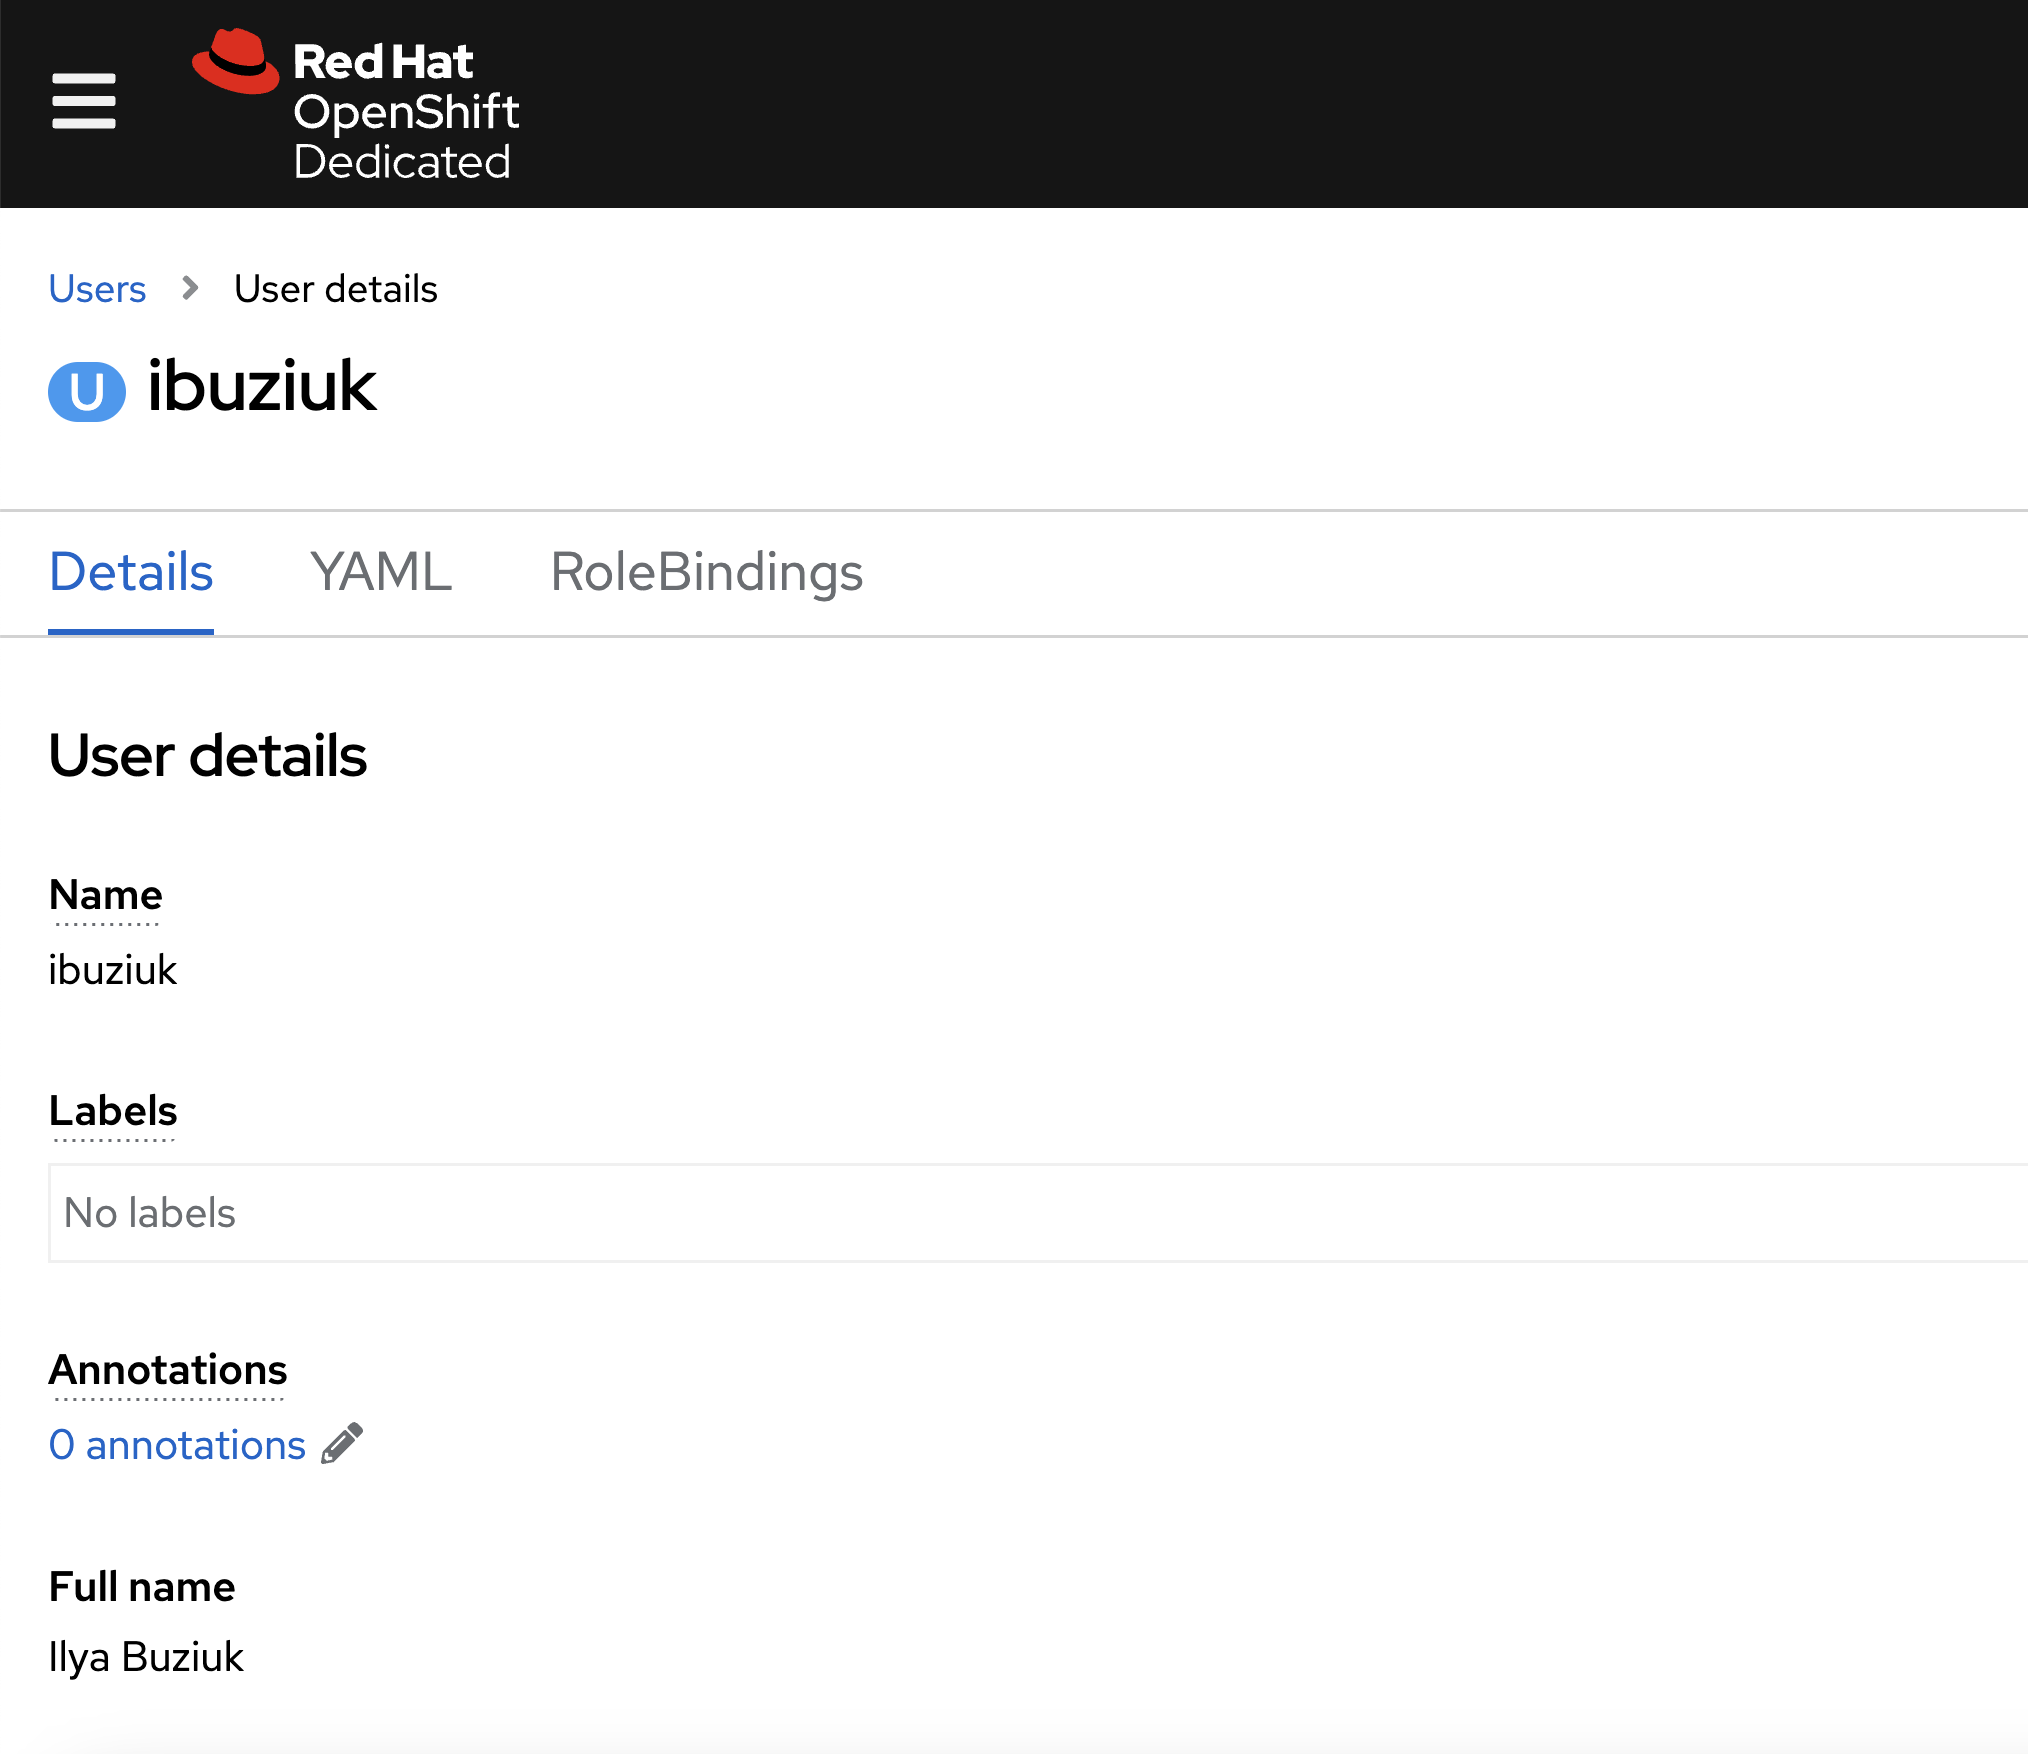 Red Hat
OpenShift
Dedicated
Users > User details
U ibuziuk
Details YAML RoleBindings
User details
Name
ibuziuk
Labels
No labels
Annotations
0 annotations
Full name
Ilya Buziuk